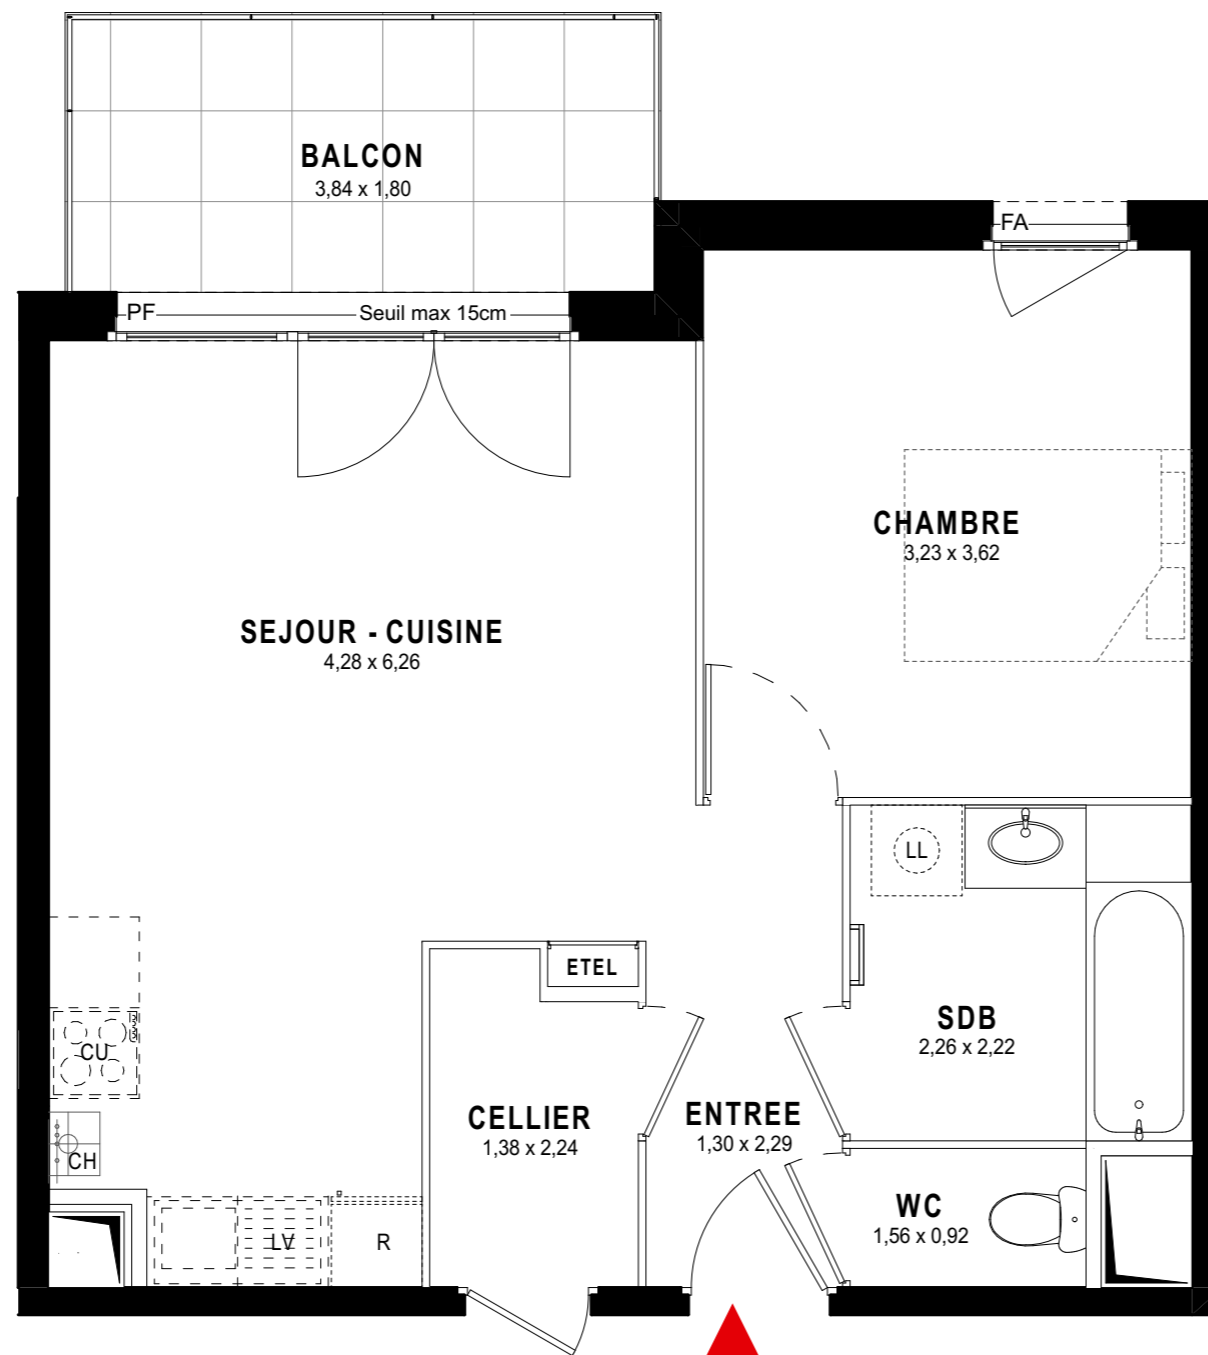 BALCON
3,84 x 1,80
FA
PF
Seuil max 15cm
CHAMBRE
3,23 x 3,62
SEJOUR - CUISINE
4,28 x 6,26
LL
ETEL
SDB
2,26 x 2,22
CU
CELLIER
1,38 x 2,24
ENTREE
1,30 x 2,29
CH
WC
1,56 x 0,92
LV
R